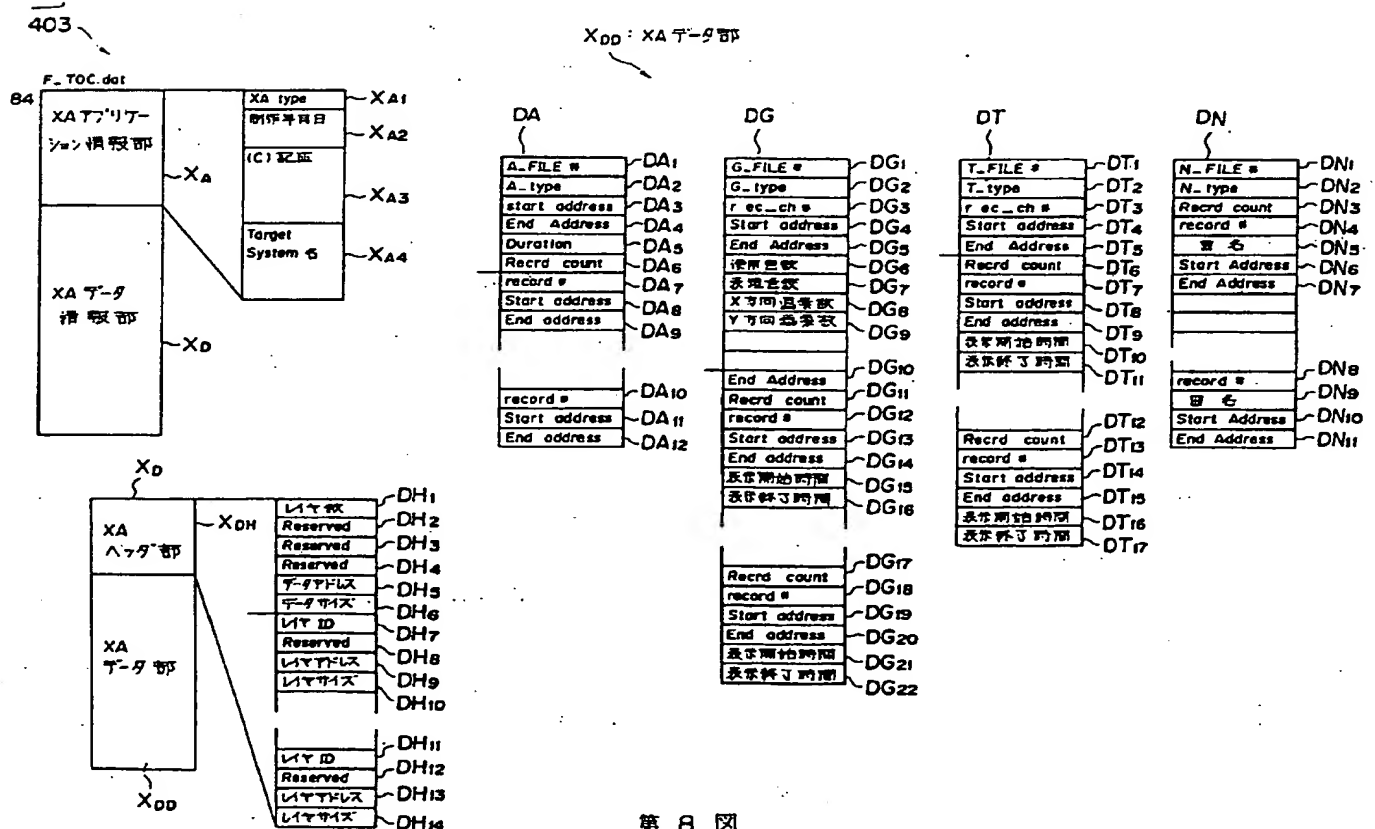 403
X_DD : XA データ部
F_TOC.dat
84
XA アプリケー
ション情報部
X_A
XA データ
情報部
X_D
XA type
X_A1
制作年月日
X_A2
(C) 記述
X_A3
Target
System 名
X_A4
X_D
XA
ヘッダ部
X_DH
XA
データ部
X_DD
レイヤ数
DH1
Reserved
DH2
Reserved
DH3
Reserved
DH4
データアドレス
DH5
データサイズ
DH6
レイヤ ID
DH7
Reserved
DH8
レイヤアドレス
DH9
レイヤサイズ
DH10
DH11
レイヤ ID
DH12
Reserved
DH13
レイヤアドレス
レイヤサイズ
DH14
DA
A_FILE #
DA1
A_type
DA2
start address
DA3
End Address
DA4
Duration
DA5
Recrd count
DA6
record #
DA7
Start address
DA8
End address
DA9
DA10
record #
Start address
DA11
End address
DA12
DG
G_FILE #
DG1
G_type
DG2
r ec_ch #
DG3
Start address
DG4
End Address
DG5
使用色数
DG6
表現色数
DG7
X方向画素数
DG8
Y方向画素数
DG9
DG10
End Address
DG11
Recrd count
DG12
record #
DG13
Start address
End address
DG14
表示開始時間
DG15
表示終了時間
DG16
DG17
Recrd count
DG18
record #
Start address
DG19
End address
DG20
表示開始時間
DG21
表示終了時間
DG22
DT
T_FILE #
DT1
T_type
DT2
r ec_ch #
DT3
Start address
DT4
End Address
DT5
Recrd count
DT6
record #
DT7
Start address
DT8
End address
DT9
表示開始時間
DT10
表示終了時間
DT11
DT12
Recrd count
DT13
record #
Start address
DT14
End address
DT15
表示開始時間
DT16
表示終了時間
DT17
DN
N_FILE #
DN1
N_type
DN2
Recrd count
DN3
record #
DN4
DN5
Start Address
DN6
End Address
DN7
DN8
record #
DN9
Start Address
DN10
End Address
DN11
第 8 図